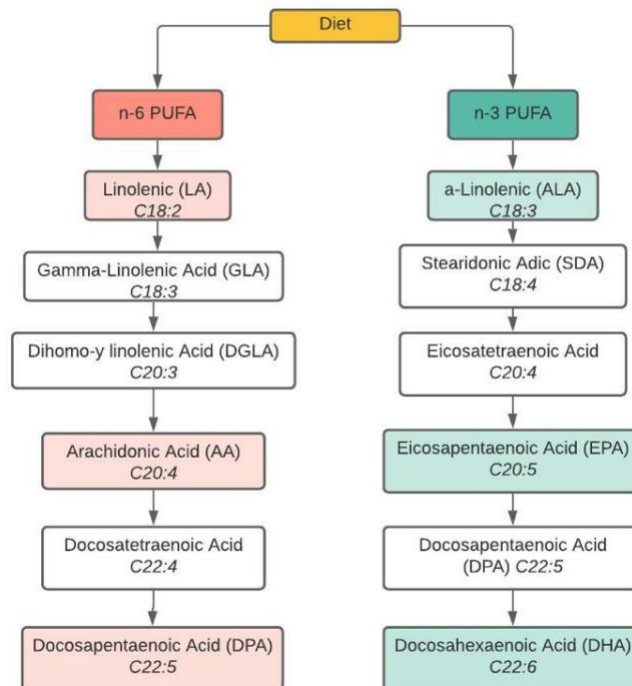 Diet
n-6 PUFA
Linolenic (LA)
C18:2
Gamma-Linolenic Acid (GLA)
C18:3
Dihomo-y linolenic Acid (DGLA)
C20:3
Arachidonic Acid (AA)
C20:4
Docosatetraenoic Acid
C22:4
Docosapentaenoic Acid (DPA)
C22:5
n-3 PUFA
a-Linolenic (ALA)
C18:3
Stearidonic Adic (SDA)
C18:4
Eicosatetraenoic Acid
C20:4
Eicosapentaenoic Acid (EPA)
C20:5
Docosapentaenoic Acid
(DPA) C22:5
Docosahexaenoic Acid (DHA)
C22:6